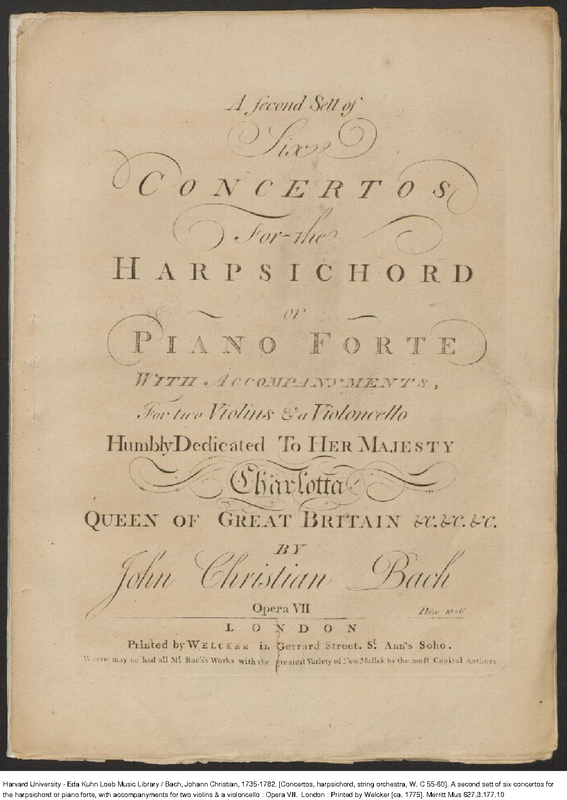 A second Sett of
Six
CONCERTOS
For the
HARPSICHORD
or
PIANO FORTE
WITH ACCOMPANYMENTS,
For two Violins & a Violoncello
Humbly Dedicated To HER MAJESTY
Charlotta
QUEEN OF GREAT BRITAIN &c. &c. &c.
BY
John Christian Bach
Opera VII Price 10s/6
LONDON
Printed by WELCKER in Gerrard Street, St. Ann's Soho.
Where may be had all Mr. Bach's Works with the greatest Variety of New Musick by the most Capital Authors
Harvard University - Eda Kuhn Loeb Music Library / Bach, Johann Christian, 1735-1782. [Concertos, harpsichord, string orchestra, W. C 55-60]. A second sett of six concertos for
the harpsichord or piano forte, with accompanyments for two violins & a violoncello : Opera VII. London : Printed by Welcker [ca. 1775]. Merritt Mus 627.3.177.10